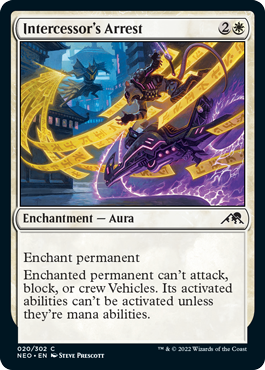 Intercessor's Arrest 2
Enchantment — Aura
Enchant permanent
Enchanted permanent can't attack,
block, or crew Vehicles. Its activated
abilities can't be activated unless
they're mana abilities.
020/302 C
NEO • EN Steve Prescott ™ & © 2022 Wizards of the Coast